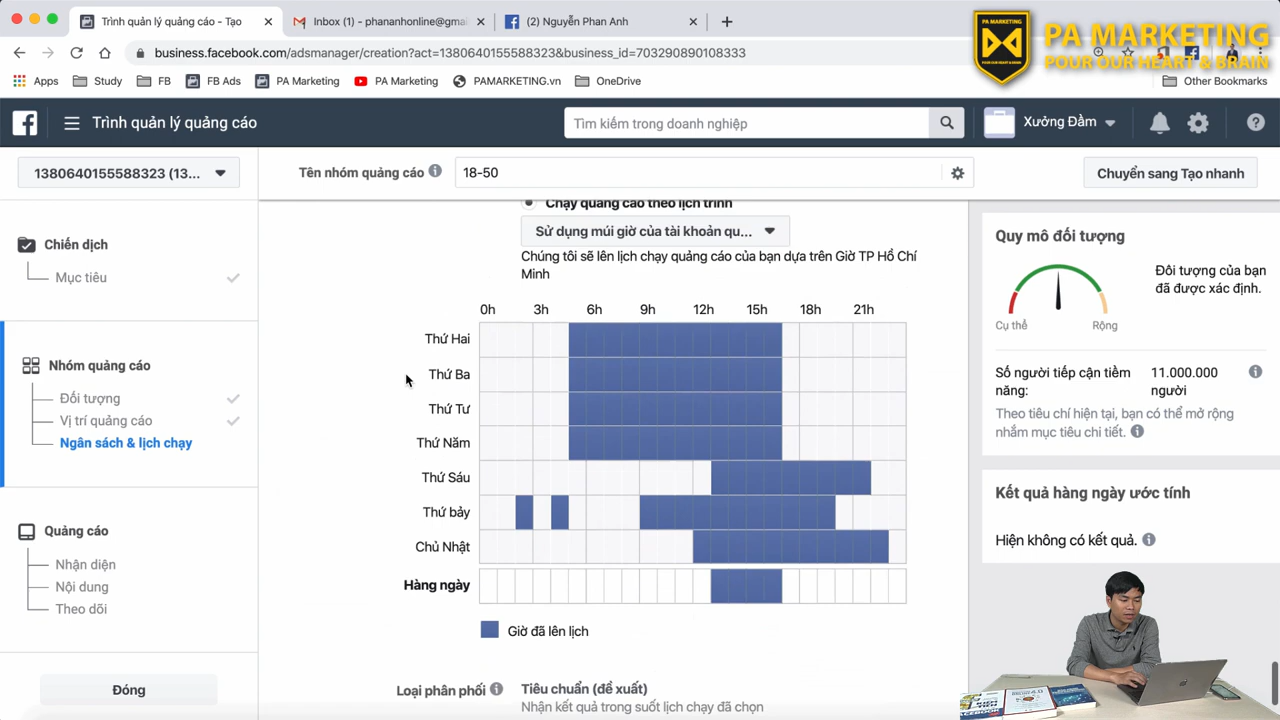 Trình quản lý quảng cáo - Tạo
Inbox (1) - phananhonline@gma
(2) Nguyễn Phan Anh
business.facebook.com/adsmanager/creation?act=1380640155588323&business_id=703290890108333
Apps
Study
FB
FB Ads
PA Marketing
PA Marketing
PAMARKETING
OneDrive
Other Bookmarks
PA MARKETING
PA MARKETING
POUR OUR HEART & BRAIN
Trình quản lý quảng cáo
Tìm kiếm trong doanh nghiệp
Xưởng Đầm
1380640155588323 (13...
Tên nhóm quảng cáo
18-50
Chuyển sang Tạo nhanh
Chiến dịch
Mục tiêu
Nhóm quảng cáo
Đối tượng
Vị trí quảng cáo
Ngân sách & lịch chạy
Quảng cáo
Nhận diện
Nội dung
Theo dõi
Đóng
Chạy quảng cáo theo lịch trình
Sử dụng múi giờ của tài khoản qu...
Chúng tôi sẽ lên lịch chạy quảng cáo của bạn dựa trên Giờ TP Hồ Chí
Minh
0h 3h 6h 9h 12h 15h 18h 21h
Thứ Hai
Thứ Ba
Thứ Tư
Thứ Năm
Thứ Sáu
Thứ bảy
Chủ Nhật
Hàng ngày
Giờ đã lên lịch
Loại phân phối
Tiêu chuẩn (đề xuất)
Nhận kết quả trong suốt lịch chạy đã chọn
Quy mô đối tượng
Đối tượng của bạn
đã được xác định.
Cụ thể
Rộng
Số người tiếp cận tiềm
năng:
11.000.000
người
Theo tiêu chí hiện tại, bạn có thể mở rộng
nhắm mục tiêu chi tiết.
Kết quả hàng ngày ước tính
Hiện không có kết quả.